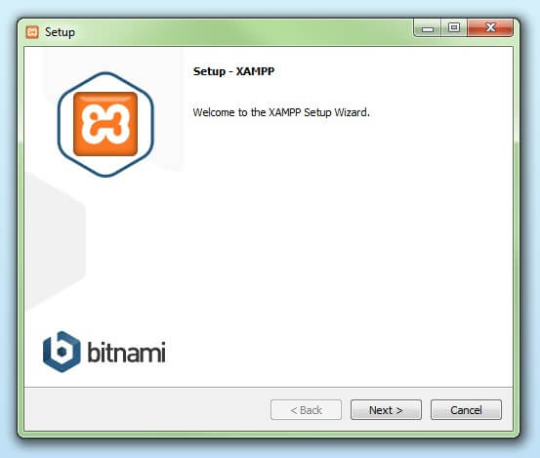 Setup
Setup - XAMPP
Welcome to the XAMPP Setup Wizard.
bitnami
< Back
Next >
Cancel